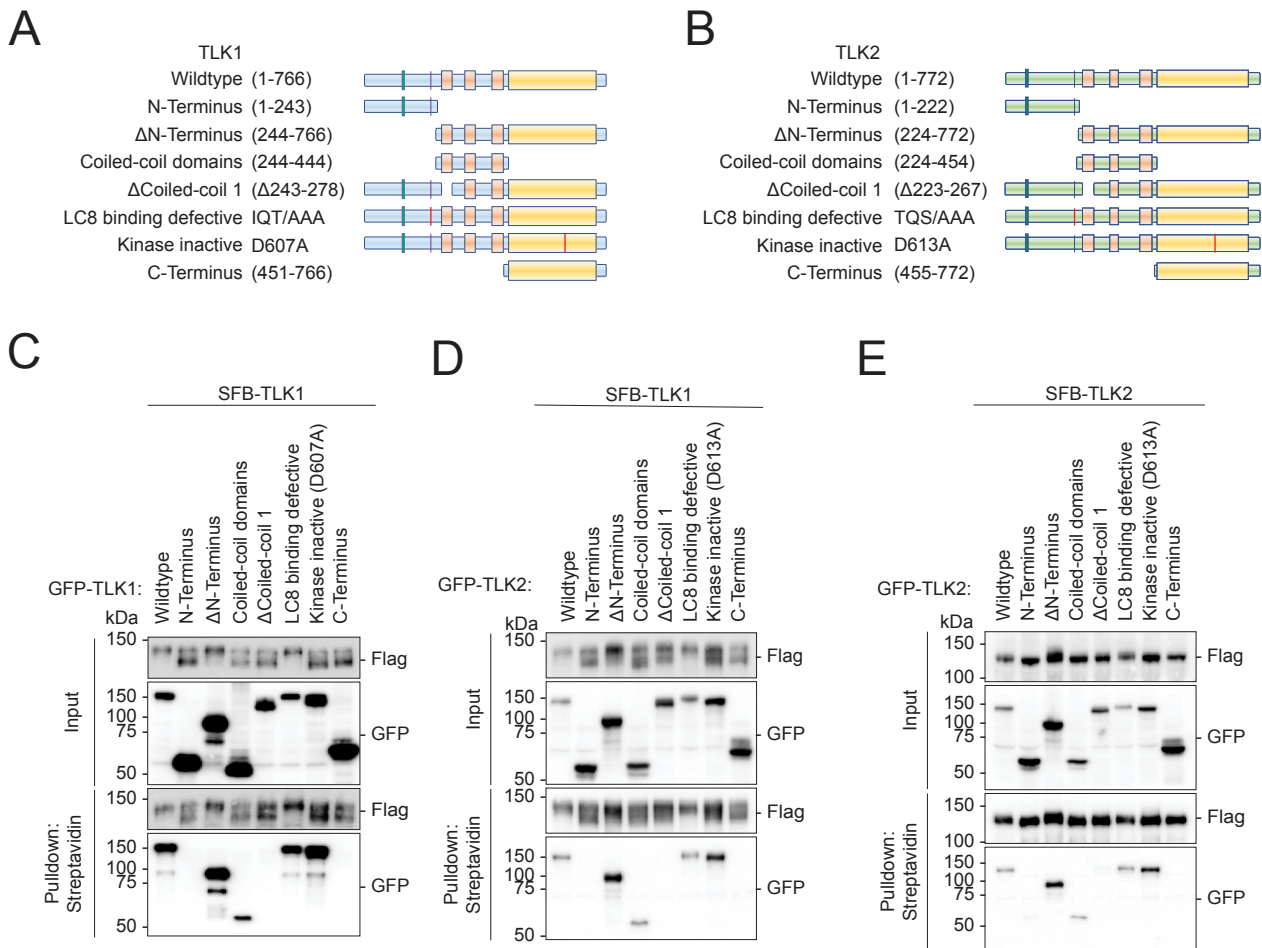 A
TLK1
Wildtype (1-766)
N-Terminus (1-243)
ΔN-Terminus (244-766)
Coiled-coil domains (244-444)
ΔCoiled-coil 1 (Δ243-278)
LC8 binding defective IQT/AAA
Kinase inactive D607A
C-Terminus (451-766)
B
TLK2
Wildtype (1-772)
N-Terminus (1-222)
ΔN-Terminus (224-772)
Coiled-coil domains (224-454)
ΔCoiled-coil 1 (Δ223-267)
LC8 binding defective TQS/AAA
Kinase inactive D613A
C-Terminus (455-772)
C
SFB-TLK1
GFP-TLK1:
Wildtype
N-Terminus
ΔN-Terminus
Coiled-coil domains
ΔCoiled-coil 1
LC8 binding defective
Kinase inactive (D607A)
C-Terminus
kDa
Input
150
Flag
150
100
75
50
GFP
Pulldown:
Streptavidin
150
Flag
150
100
75
50
GFP
D
SFB-TLK1
GFP-TLK2:
Wildtype
N-Terminus
ΔN-Terminus
Coiled-coil domains
ΔCoiled-coil 1
LC8 binding defective
Kinase inactive (D613A)
C-Terminus
kDa
Input
150
Flag
150
100
75
50
GFP
Pulldown:
Streptavidin
150
Flag
150
100
75
50
GFP
E
SFB-TLK2
GFP-TLK2:
Wildtype
N-Terminus
ΔN-Terminus
Coiled-coil domains
ΔCoiled-coil 1
LC8 binding defective
Kinase inactive (D613A)
C-Terminus
kDa
Input
150
100
Flag
150
100
75
50
GFP
Pulldown:
Streptavidin
150
100
Flag
150
100
75
50
GFP